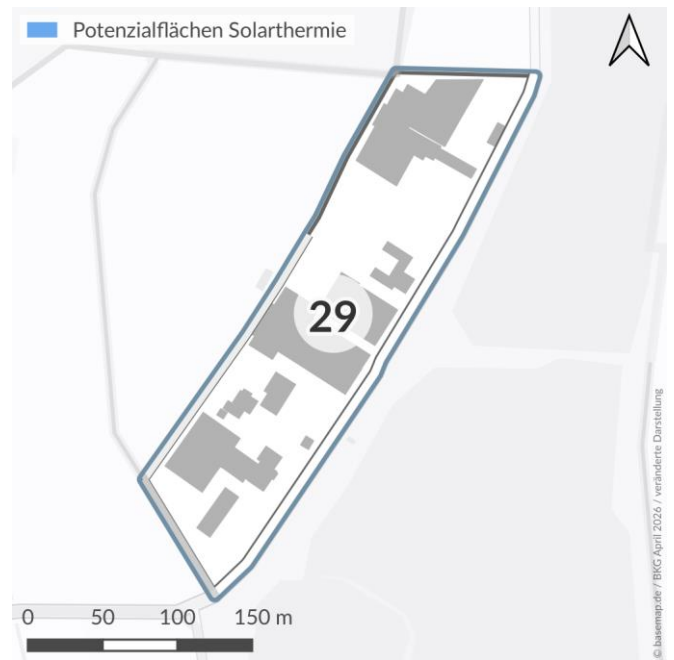 Potenzialflächen Solarthermie
29
0 50 100 150 m
© basemap.de / BKG April 2026 / veränderte Darstellung